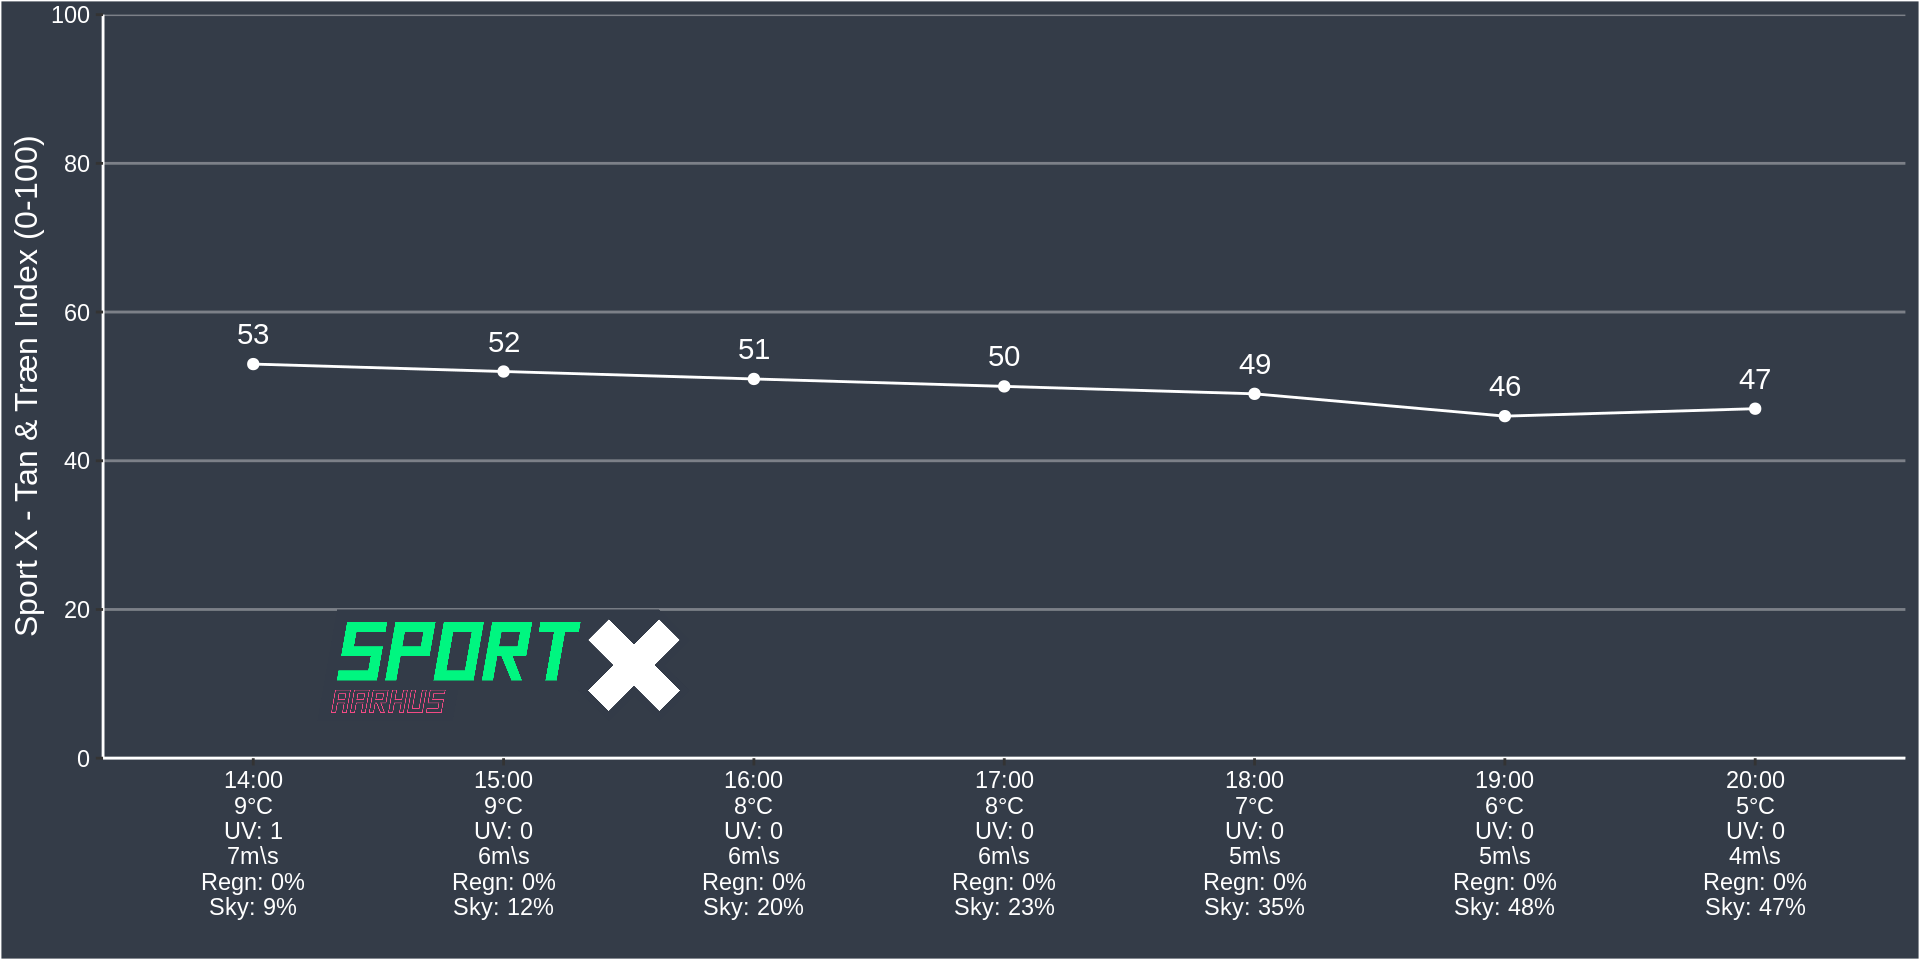 Sport X - Tan & Træn Index (0-100)
100
80
60
40
20
0
53
52
51
50
49
46
47
SPORT X
AARHUS
14:00
9°C
UV: 1
7m\s
Regn: 0%
Sky: 9%
15:00
9°C
UV: 0
6m\s
Regn: 0%
Sky: 12%
16:00
8°C
UV: 0
6m\s
Regn: 0%
Sky: 20%
17:00
8°C
UV: 0
6m\s
Regn: 0%
Sky: 23%
18:00
7°C
UV: 0
5m\s
Regn: 0%
Sky: 35%
19:00
6°C
UV: 0
5m\s
Regn: 0%
Sky: 48%
20:00
5°C
UV: 0
4m\s
Regn: 0%
Sky: 47%